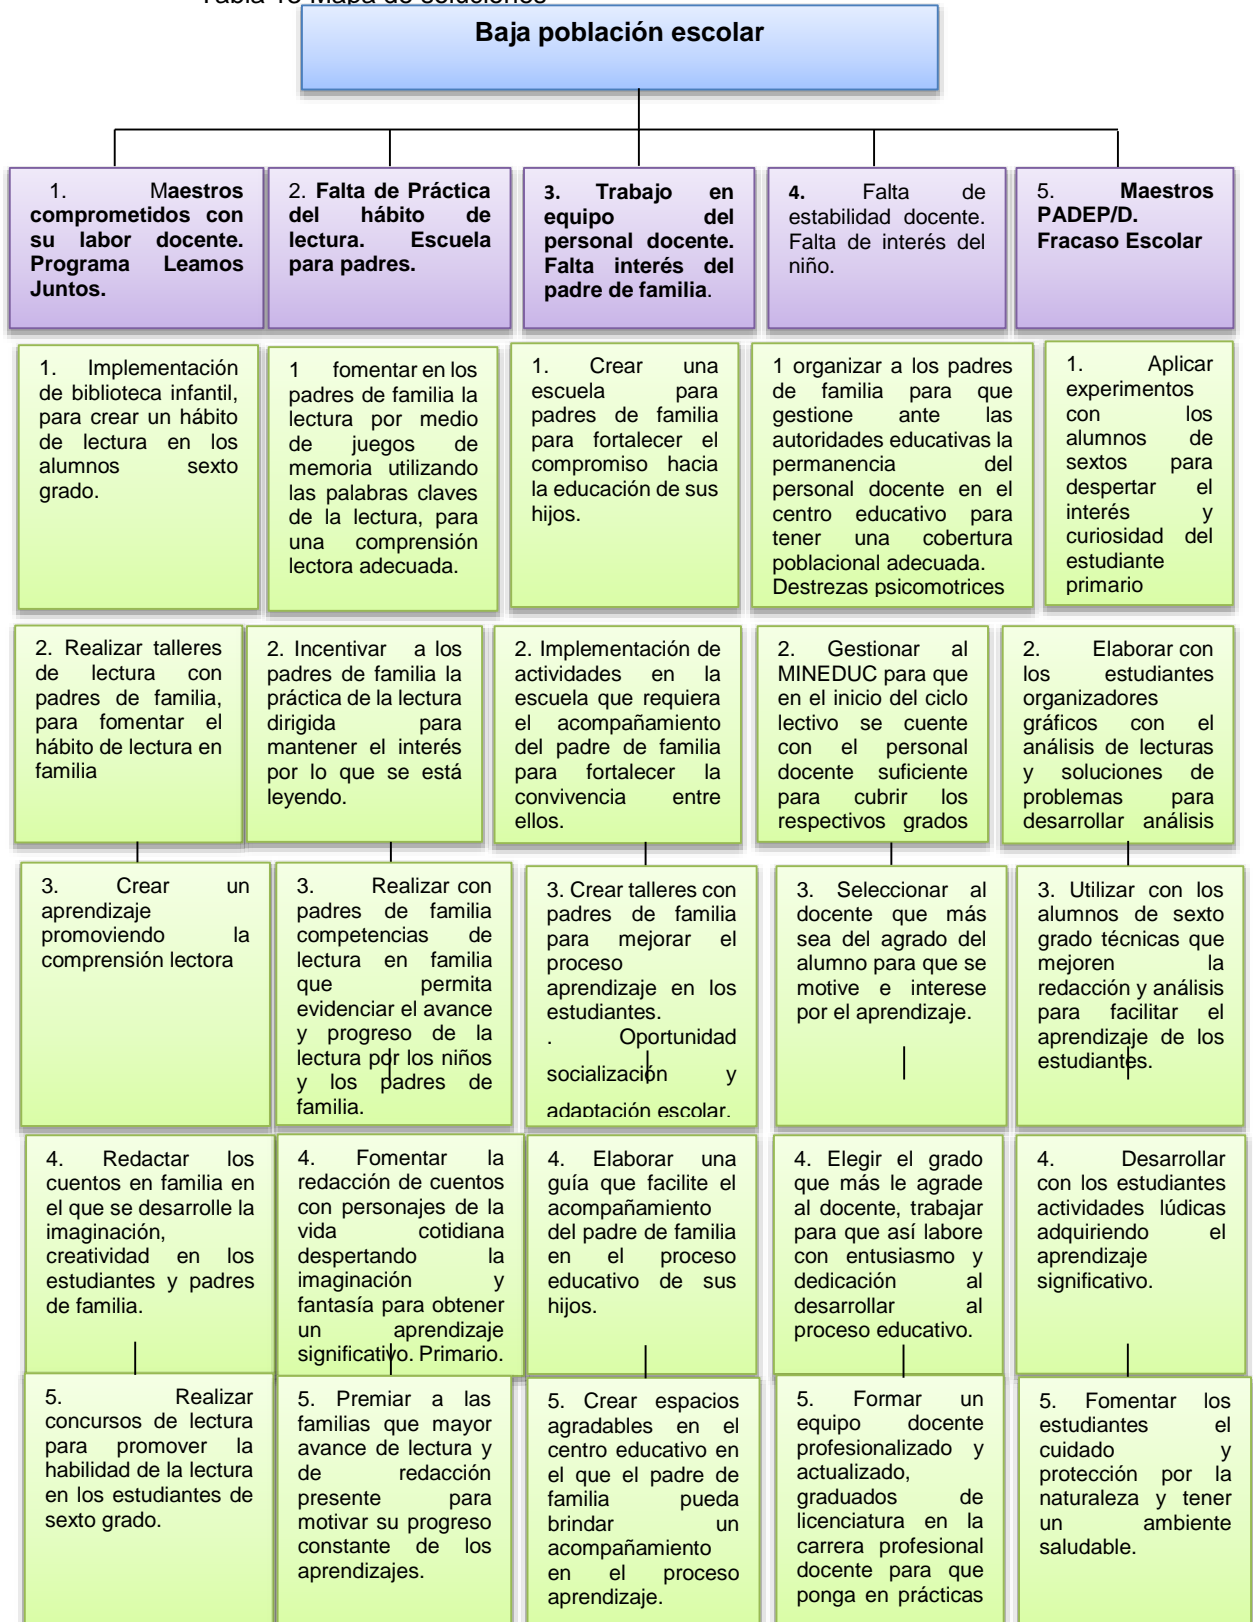 Tabla 13 Mapa de soluciones
Baja población escolar
1. Maestros
comprometidos con
su labor docente.
Programa Leamos
Juntos.
2. Falta de Práctica
del hábito de
lectura. Escuela
para padres.
3. Trabajo en
equipo del
personal docente.
Falta interés del
padre de familia.
4. Falta de
estabilidad docente.
Falta de interés del
niño.
5. Maestros
PADEP/D.
Fracaso Escolar
1. Implementación
de biblioteca infantil,
para crear un hábito
de lectura en los
alumnos sexto
grado.
1 fomentar en los
padres de familia la
lectura por medio
de juegos de
memoria utilizando
las palabras claves
de la lectura, para
una comprensión
lectora adecuada.
1. Crear una
escuela para
padres de familia
para fortalecer el
compromiso hacia
la educación de sus
hijos.
1 organizar a los padres
de familia para que
gestione ante las
autoridades educativas la
permanencia del
personal docente en el
centro educativo para
tener una cobertura
poblacional adecuada.
Destrezas psicomotrices
1. Aplicar
experimentos
con los
alumnos de
sextos para
despertar el
interés y
curiosidad del
estudiante
primario
2. Realizar talleres
de lectura con
padres de familia,
para fomentar el
hábito de lectura en
familia
2. Incentivar a los
padres de familia la
práctica de la lectura
dirigida para
mantener el interés
por lo que se está
leyendo.
2. Implementación de
actividades en la
escuela que requiera
el acompañamiento
del padre de familia
para fortalecer la
convivencia entre
ellos.
2. Gestionar al
MINEDUC para que
en el inicio del ciclo
lectivo se cuente
con el personal
docente suficiente
para cubrir los
respectivos grados
2. Elaborar con
los estudiantes
organizadores
gráficos con el
análisis de lecturas
y soluciones de
problemas para
desarrollar análisis
3. Crear un
aprendizaje
promoviendo la
comprensión lectora
3. Realizar con
padres de familia
competencias de
lectura en familia
que permita
evidenciar el avance
y progreso de la
lectura por los niños
y los padres de
familia.
3. Crear talleres con
padres de familia
para mejorar el
proceso
aprendizaje en los
estudiantes.
. Oportunidad
socialización y
adaptación escolar.
3. Seleccionar al
docente que más
sea del agrado del
alumno para que se
motive e interese
por el aprendizaje.
3. Utilizar con los
alumnos de sexto
grado técnicas que
mejoren la
redacción y análisis
para facilitar el
aprendizaje de los
estudiantes.
4. Redactar los
cuentos en familia en
el que se desarrolle la
imaginación,
creatividad en los
estudiantes y padres
de familia.
4. Fomentar la
redacción de cuentos
con personajes de la
vida cotidiana
despertando la
imaginación y
fantasía para obtener
un aprendizaje
significativo. Primario.
4. Elaborar una
guía que facilite el
acompañamiento
del padre de familia
en el proceso
educativo de sus
hijos.
4. Elegir el grado
que más le agrade
al docente, trabajar
para que así labore
con entusiasmo y
dedicación al
desarrollar al
proceso educativo.
4. Desarrollar
con los estudiantes
actividades lúdicas
adquiriendo el
aprendizaje
significativo.
5. Realizar
concursos de lectura
para promover la
habilidad de la lectura
en los estudiantes de
sexto grado.
5. Premiar a las
familias que mayor
avance de lectura y
de redacción
presente para
motivar su progreso
constante de los
aprendizajes.
5. Crear espacios
agradables en el
centro educativo en
el que el padre de
familia pueda
brindar un
acompañamiento
en el proceso
aprendizaje.
5. Formar un
equipo docente
profesionalizado y
actualizado,
graduados de
licenciatura en la
carrera profesional
docente para que
ponga en prácticas
5. Fomentar los
estudiantes el
cuidado y
protección por la
naturaleza y tener
un ambiente
saludable.